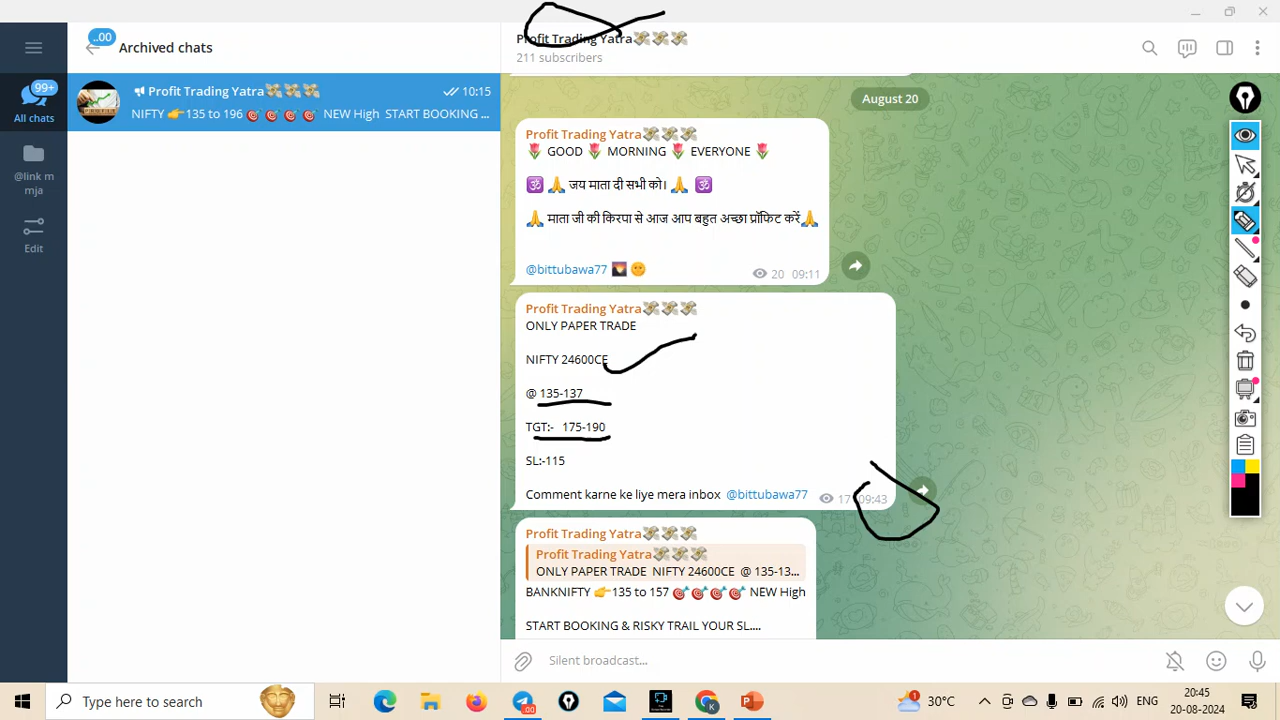 ..00
Archived chats
Profit Trading Yatra
211 subscribers
99+
All chats
@link m
mja
Edit
Profit Trading Yatra
10:15
NIFTY 👉135 to 196 🎯 🎯 🎯 🎯 NEW High START BOOKING ...
August 20
Profit Trading Yatra💸💸💸
🌷 GOOD 🌷 MORNING 🌷 EVERYONE 🌷
🕉 🙏 जय माता दी सभी को। 🙏 🕉
🙏 माता जी की किरपा से आज आप बहुत अच्छा प्रॉफिट करें🙏
@bittubawa77 🌄 🌝
20 09:11
Profit Trading Yatra💸💸💸
ONLY PAPER TRADE
NIFTY 24600CE
@ 135-137
TGT:- 175-190
SL:-115
Comment karne ke liye mera inbox @bittubawa77
17 09:43
Profit Trading Yatra💸💸💸
Profit Trading Yatra💸💸💸
ONLY PAPER TRADE NIFTY 24600CE @ 135-13...
BANKNIFTY 👉135 to 157 🎯🎯🎯🎯 NEW High
START BOOKING & RISKY TRAIL YOUR SL....
Silent broadcast...
Type here to search
.00
K
1
30°C
ENG
20:45
20-08-2024